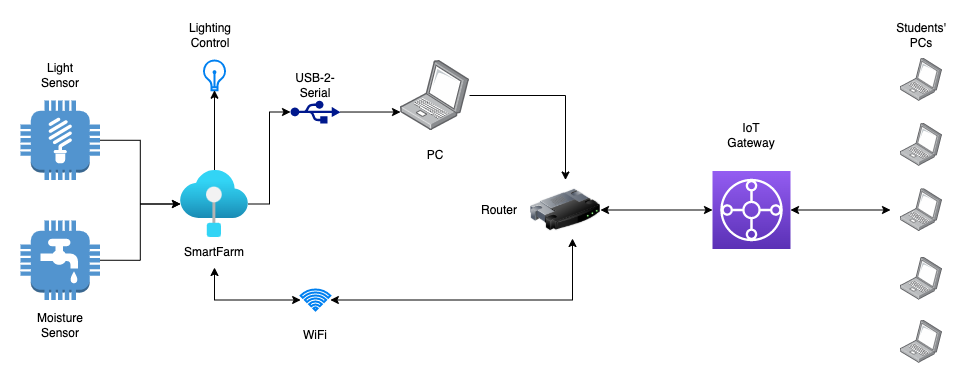 Lighting
Control
Students'
PCs
Light
Sensor
USB-2-
Serial
PC
IoT
Gateway
Router
SmartFarm
Moisture
Sensor
WiFi